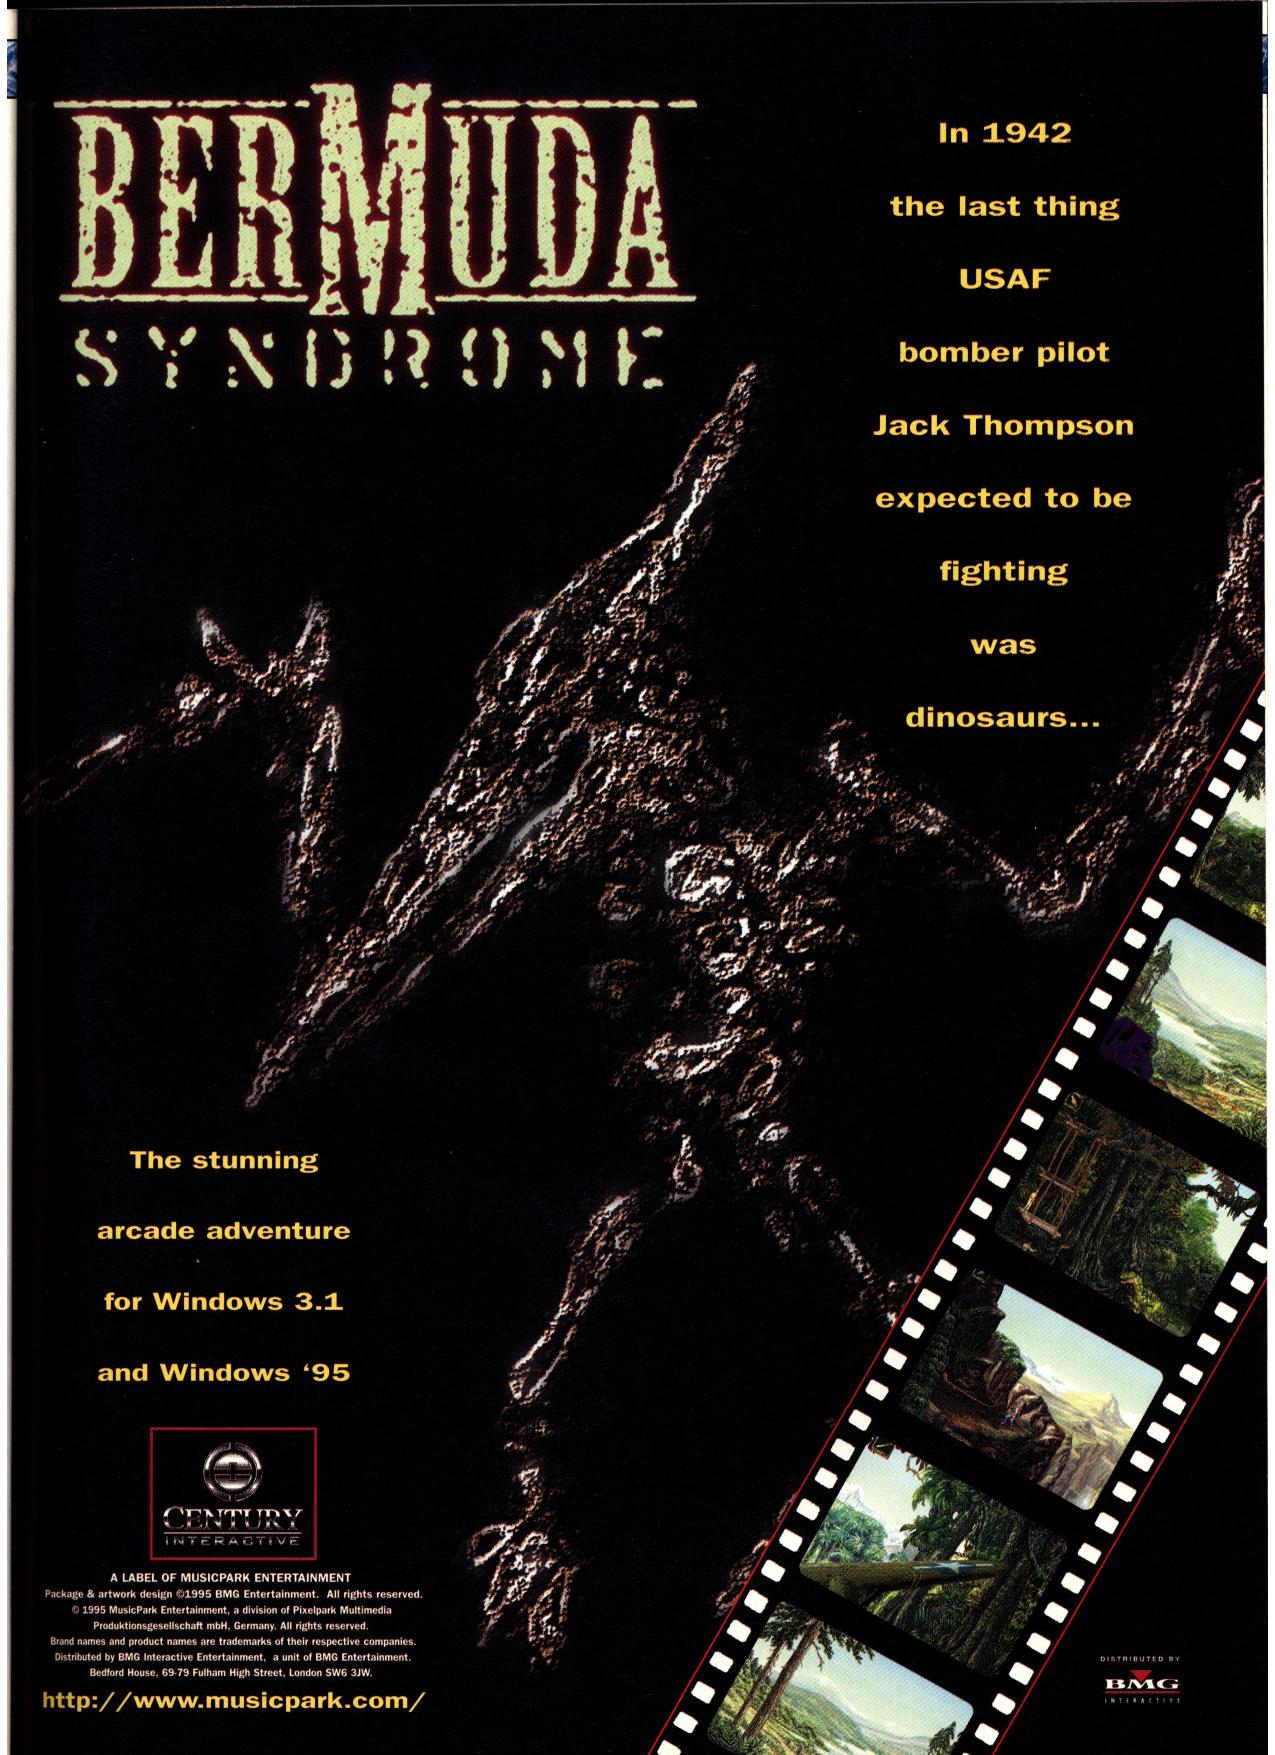 BERMUDA
SYNDROME
In 1942
the last thing
USAF
bomber pilot
Jack Thompson
expected to be
fighting
was
dinosaurs...
The stunning
arcade adventure
for Windows 3.1
and Windows ‘95
CENTURY
INTERACTIVE
A LABEL OF MUSICPARK ENTERTAINMENT
Package & artwork design ©1995 BMG Entertainment. All rights reserved.
© 1995 MusicPark Entertainment, a division of Pixelpark Multimedia
Produktionsgesellschaft mbH, Germany. All rights reserved.
Brand names and product names are trademarks of their respective companies.
Distributed by BMG Interactive Entertainment, a unit of BMG Entertainment.
Bedford House, 69-79 Fulham High Street, London SW6 3JW.
http://www.musicpark.com/
DISTRIBUTED BY
BMG
INTERACTIVE